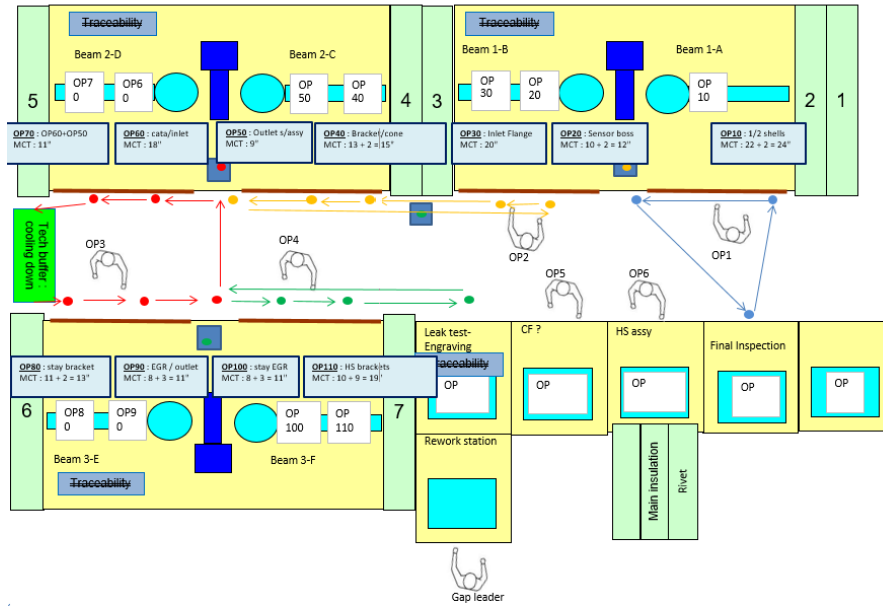 Traceability
Traceability
Beam 2-D
Beam 2-C
Beam 1-B
Beam 1-A
5
OP7
0
OP6
0
OP
50
OP
40
4
3
OP
30
OP
20
OP
10
2
1
OP70 : OP60+OP50
MCT : 11"
OP60 : cata/inlet
MCT : 18"
OP50 : Outlet s/assy
MCT : 9"
OP40 : Bracket/cone
MCT : 13 + 2 = 15"
OP30 : Inlet Flange
MCT : 20"
OP20 : Sensor boss
MCT : 10 + 2 = 12"
OP10 : 1/2 shells
MCT : 22 + 2 = 24"
Tech buffer :
cooling down
OP3
OP4
OP2
OP1
OP5
OP6
Leak test-
Engraving
Traceability
CF ?
HS assy
Final Inspection
OP80 : stay bracket
MCT : 11 + 2 = 13"
OP90 : EGR / outlet
MCT : 8 + 3 = 11"
OP100 : stay EGR
MCT : 8 + 3 = 11"
OP110 : HS brackets
MCT : 10 + 9 = 19'
OP
OP
OP
OP
OP
6
OP8
0
OP9
0
OP
100
OP
110
7
Rework station
Beam 3-E
Beam 3-F
Traceability
Main insulation
Rivet
Gap leader